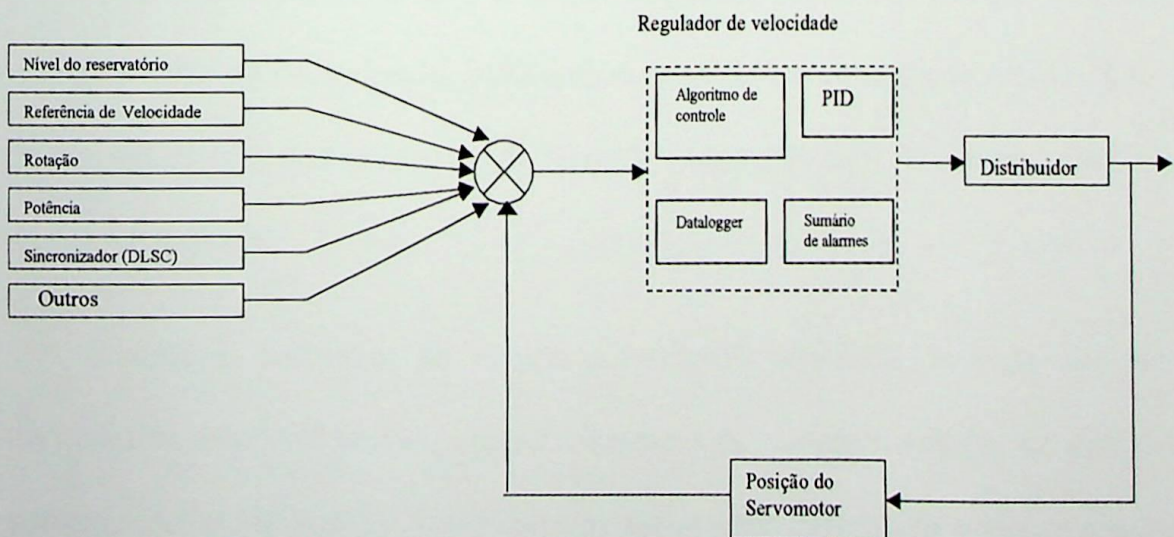 Regulador de velocidade
Nível do reservatório
Referência de Velocidade
Rotação
Potência
Sincronizador (DLSC)
Outros
Algoritmo de
controle
PID
Datalogger
Sumário
de alarmes
Distribuidor
Posição do
Servomotor